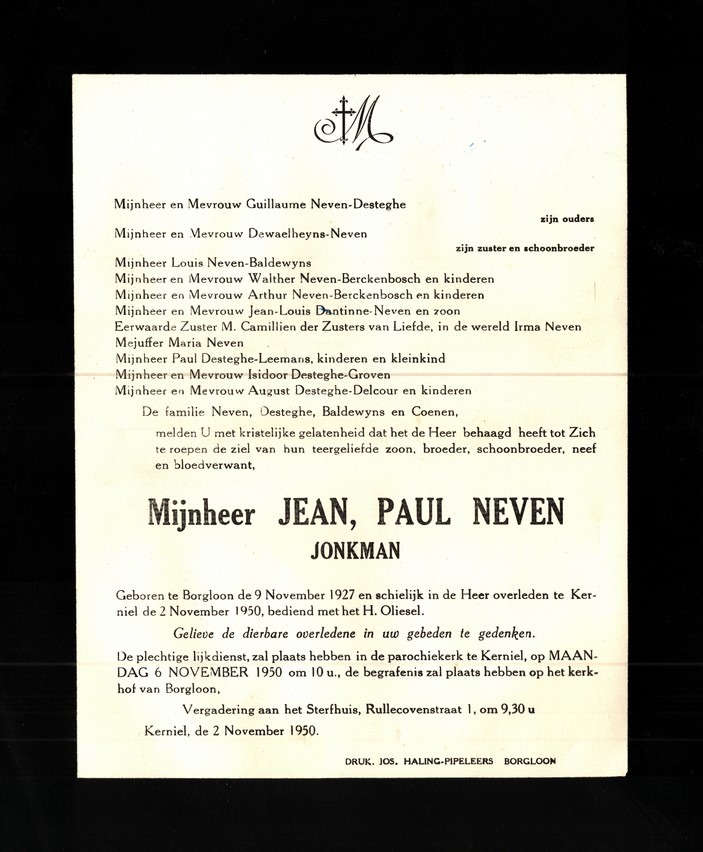 M
Mijnheer en Mevrouw Guillaume Neven-Desteghe
zijn ouders
Mijnheer en Mevrouw Dewaelheyns-Neven
zijn zuster en schoonbroeder
Mijnheer Louis Neven-Baldewyns
Mijnheer en Mevrouw Walther Neven-Berckenbosch en kinderen
Mijnheer en Mevrouw Arthur Neven-Berckenbosch en kinderen
Mijnheer en Mevrouw Jean-Louis Dantinne-Neven en zoon
Eerwaarde Zuster M. Camillien der Zusters van Liefde, in de wereld Irma Neven
Mejuffer Maria Neven
Mijnheer Paul Desteghe-Leemans, kinderen en kleinkind
Mijnheer en Mevrouw Isidoor Desteghe-Groven
Mijnheer en Mevrouw August Desteghe-Delcour en kinderen
De familie Neven, Desteghe, Baldewyns en Coenen,
melden U met kristelijke gelatenheid dat het de Heer behaagd heeft tot Zich
te roepen de ziel van hun teergeliefde zoon, broeder, schoonbroeder, neef
en bloedverwant,
Mijnheer JEAN, PAUL NEVEN
JONKMAN
Geboren te Borgloon de 9 November 1927 en schielijk in de Heer overleden te Ker-
niel de 2 November 1950, bediend met het H. Oliesel.
Gelieve de dierbare overledene in uw gebeden te gedenken.
De plechtige lijkdienst, zal plaats hebben in de parochiekerk te Kerniel, op MAAN-
DAG 6 NOVEMBER 1950 om 10 u., de begrafenis zal plaats hebben op het kerk-
hof van Borgloon,
Vergadering aan het Sterfhuis, Rullecovenstraat 1, om 9,30 u
Kerniel, de 2 November 1950.
DRUK. JOS. HALING-PIPELEERS BORGLOON